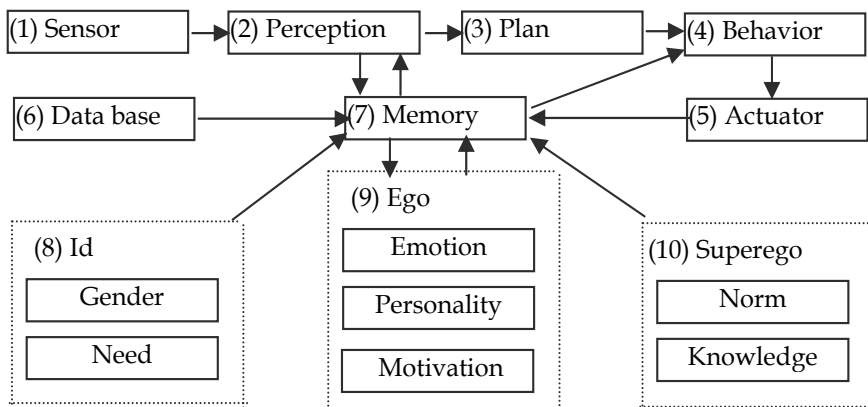 (1) Sensor
(2) Perception
(3) Plan
(4) Behavior
(6) Data base
(7) Memory
(5) Actuator
(8) Id
Gender
Need
(9) Ego
Emotion
Personality
Motivation
(10) Superego
Norm
Knowledge